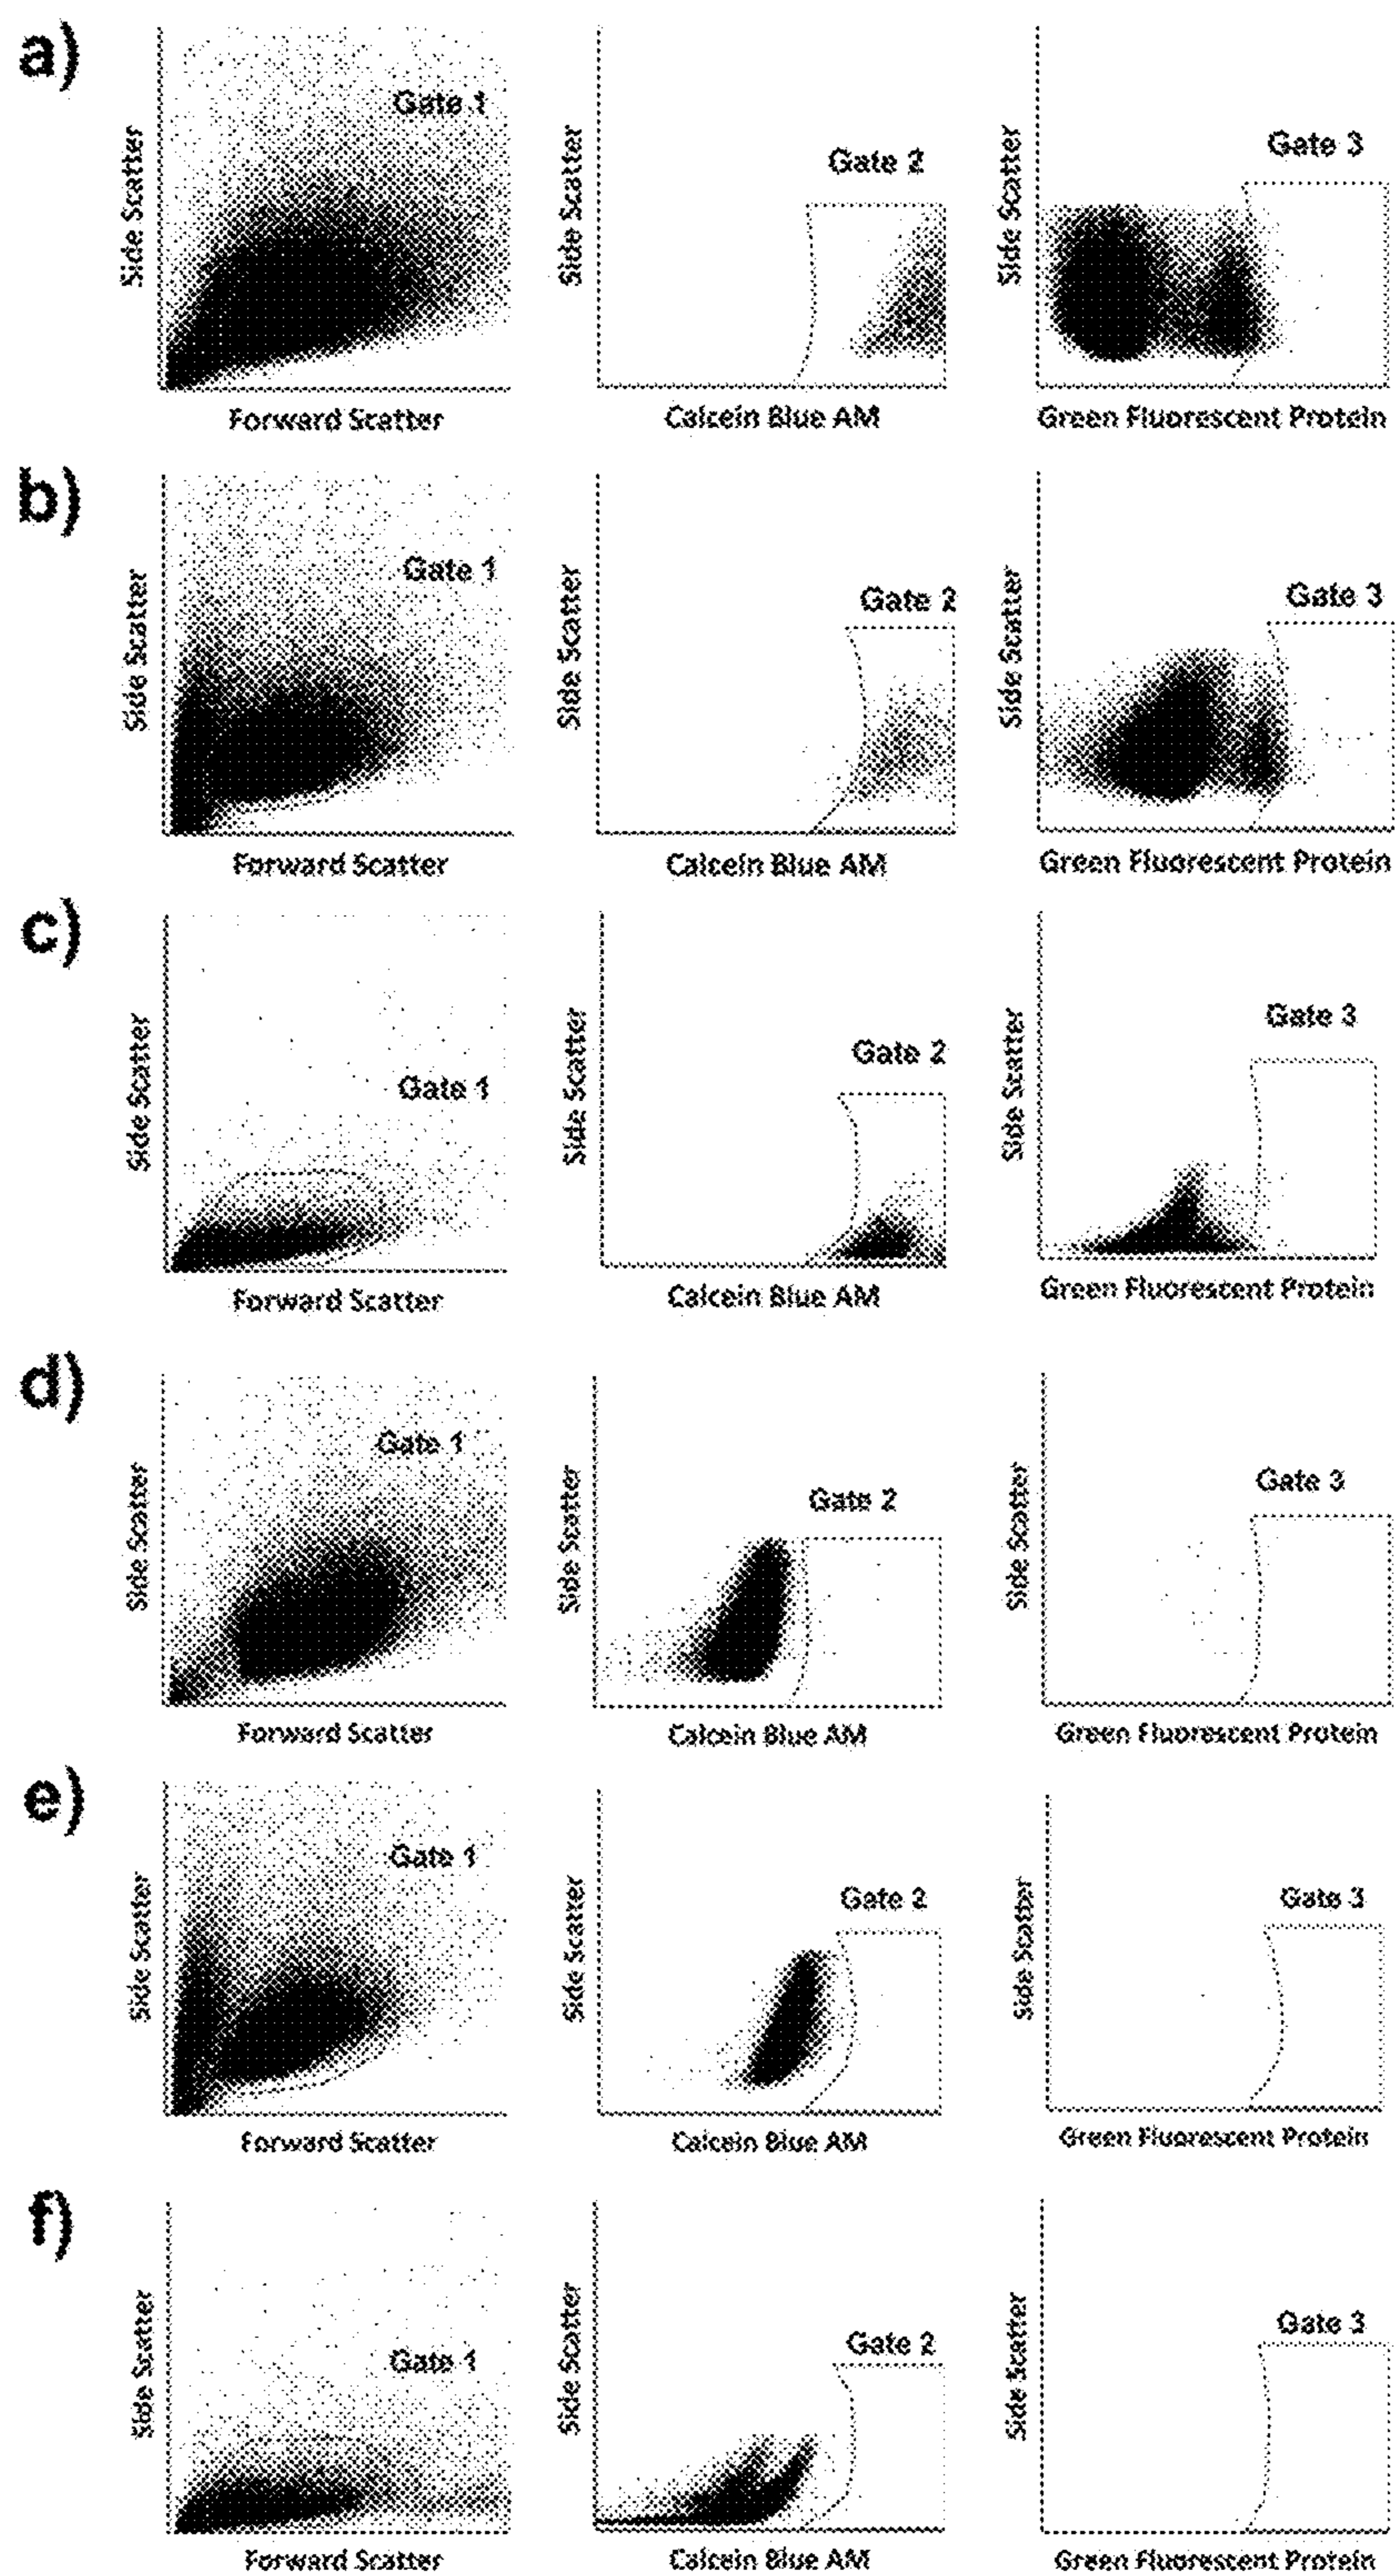 a)
Gate 1
Side Scatter
Forward Scatter
Gate 2
Side Scatter
Calcein Blue AM
Gate 3
Side Scatter
Green Fluorescent Protein
b)
Gate 1
Side Scatter
Forward Scatter
Gate 2
Side Scatter
Calcein Blue AM
Gate 3
Side Scatter
Green Fluorescent Protein
c)
Gate 1
Side Scatter
Forward Scatter
Gate 2
Side Scatter
Calcein Blue AM
Gate 3
Side Scatter
Green Fluorescent Protein
d)
Gate 1
Side Scatter
Forward Scatter
Gate 2
Side Scatter
Calcein Blue AM
Gate 3
Side Scatter
Green Fluorescent Protein
e)
Gate 1
Side Scatter
Forward Scatter
Gate 2
Side Scatter
Calcein Blue AM
Gate 3
Side Scatter
Green Fluorescent Protein
f)
Gate 1
Side Scatter
Forward Scatter
Gate 2
Side Scatter
Calcein Blue AM
Gate 3
Side Scatter
Green Fluorescent Protein